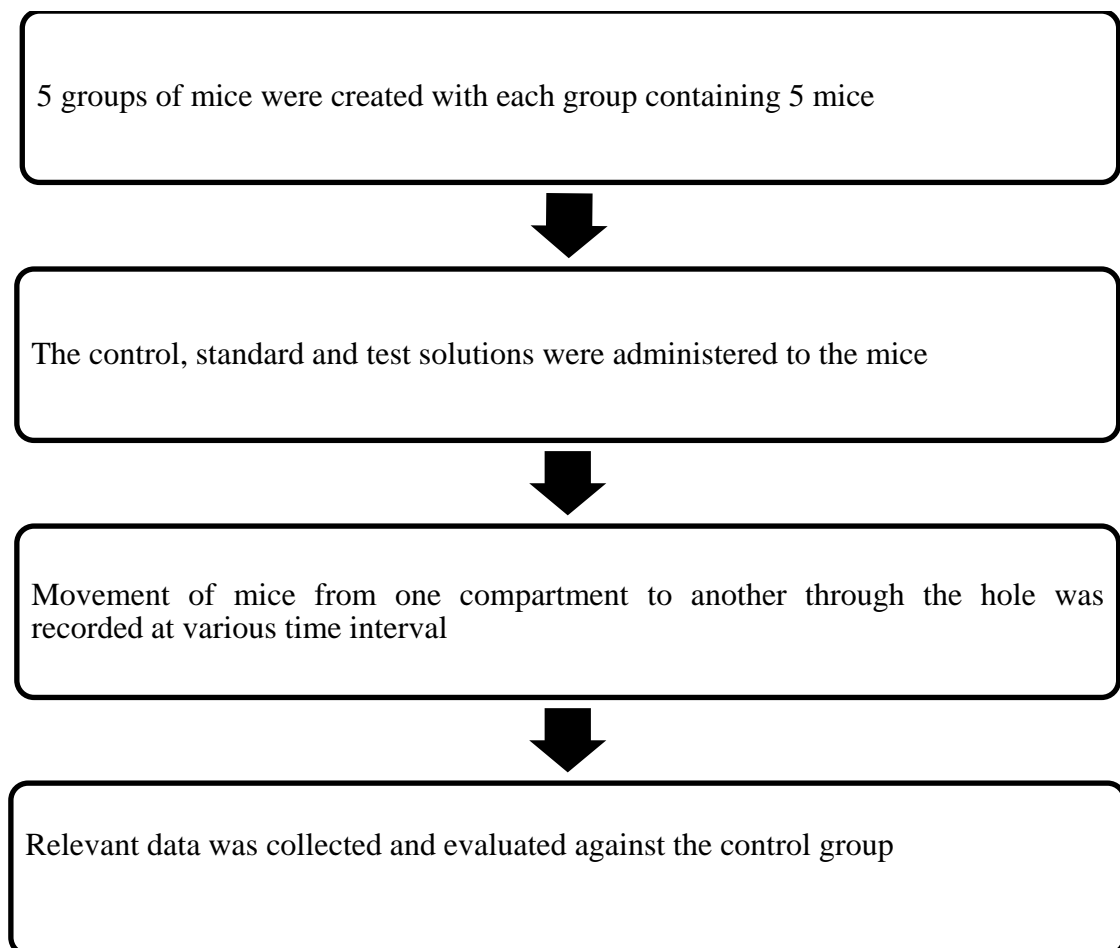 5 groups of mice were created with each group containing 5 mice
The control, standard and test solutions were administered to the mice
Movement of mice from one compartment to another through the hole was
recorded at various time interval
Relevant data was collected and evaluated against the control group